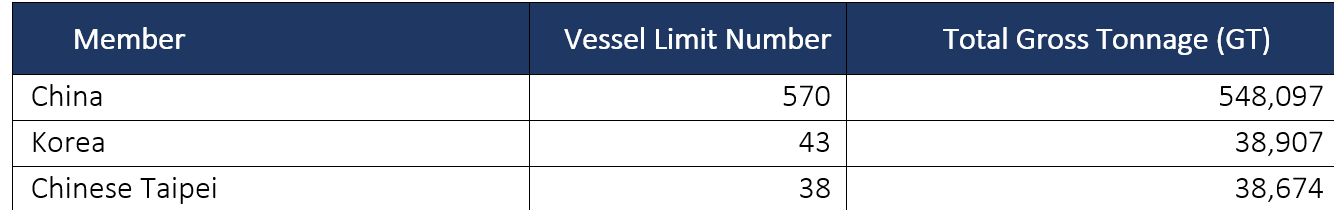 Member Vessel Limit Number Total Gross Tonnage (GT)
China 570 548,097
Korea 43 38,907
Chinese Taipei 38 38,674